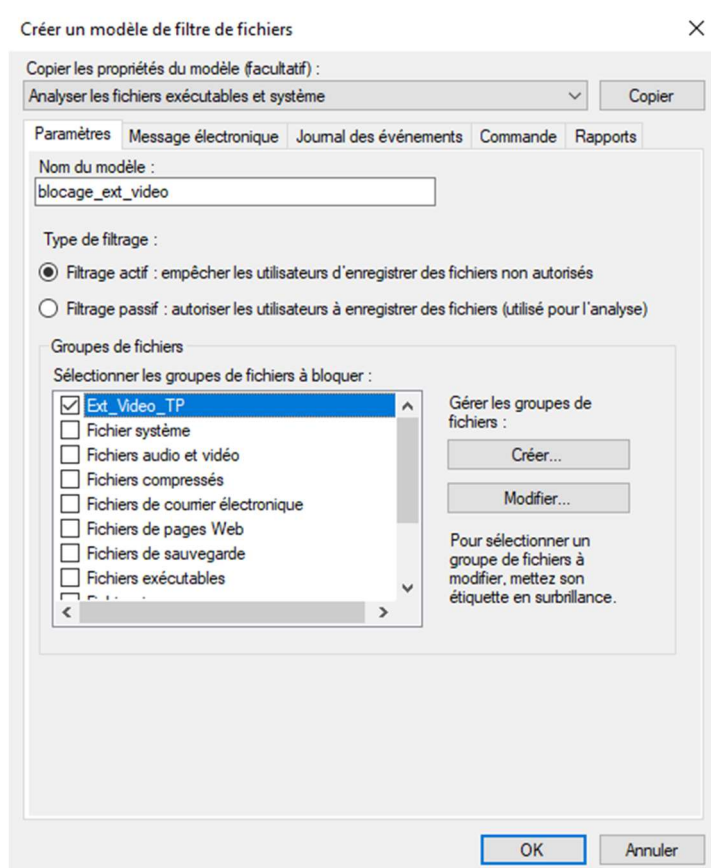 Créer un modèle de filtre de fichiers
Copier les propriétés du modèle (facultatif) :
Analyser les fichiers exécutables et système
Copier
Paramètres Message électronique Journal des événements Commande Rapports
Nom du modèle :
blocage_ext_video
Type de filtrage :
Filtrage actif : empêcher les utilisateurs d'enregistrer des fichiers non autorisés
Filtrage passif : autoriser les utilisateurs à enregistrer des fichiers (utilisé pour l'analyse)
Groupes de fichiers
Sélectionner les groupes de fichiers à bloquer :
Ext_Video_TP
Fichier système
Fichiers audio et vidéo
Fichiers compressés
Fichiers de courrier électronique
Fichiers de pages Web
Fichiers de sauvegarde
Fichiers exécutables
Gérer les groupes de
fichiers :
Créer...
Modifier...
Pour sélectionner un
groupe de fichiers à
modifier, mettez son
étiquette en surbrillance.
OK
Annuler